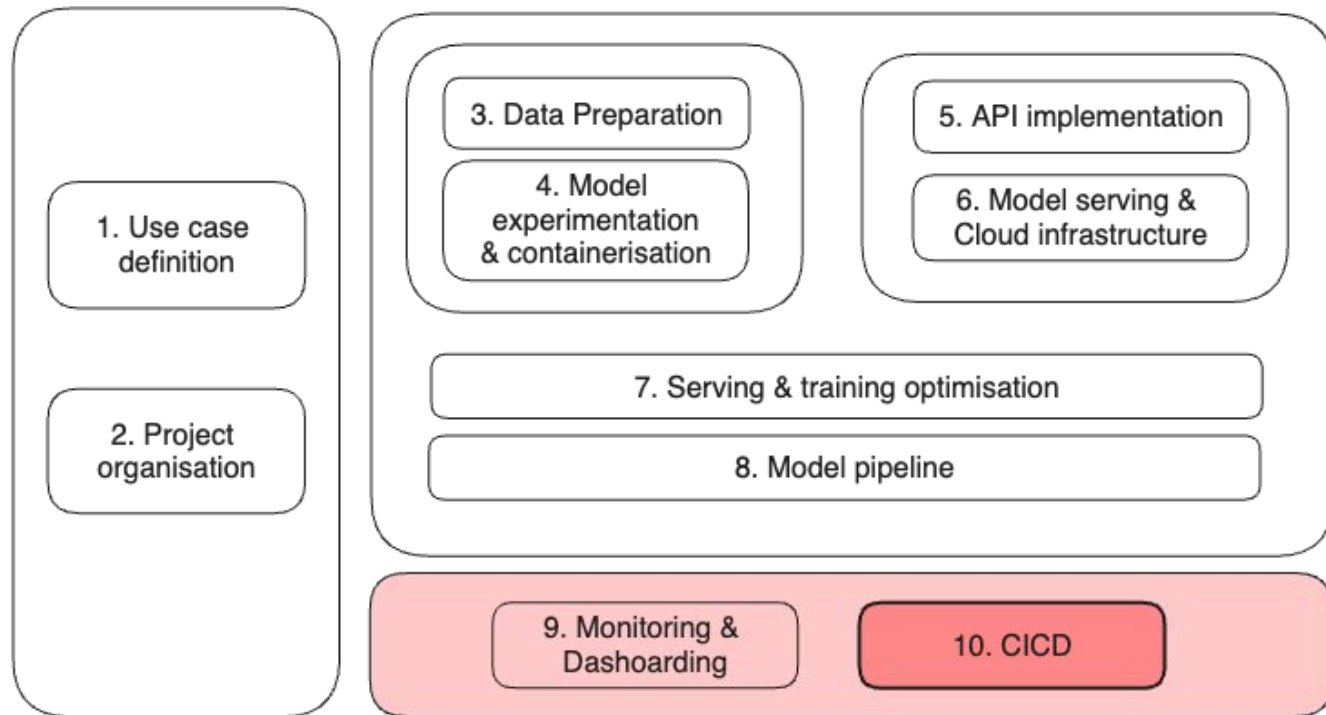 1. Use case
definition
2. Project
organisation
3. Data Preparation
4. Model
experimentation
& containerisation
5. API implementation
6. Model serving &
Cloud infrastructure
7. Serving & training optimisation
8. Model pipeline
9. Monitoring &
Dashoarding
10. CICD